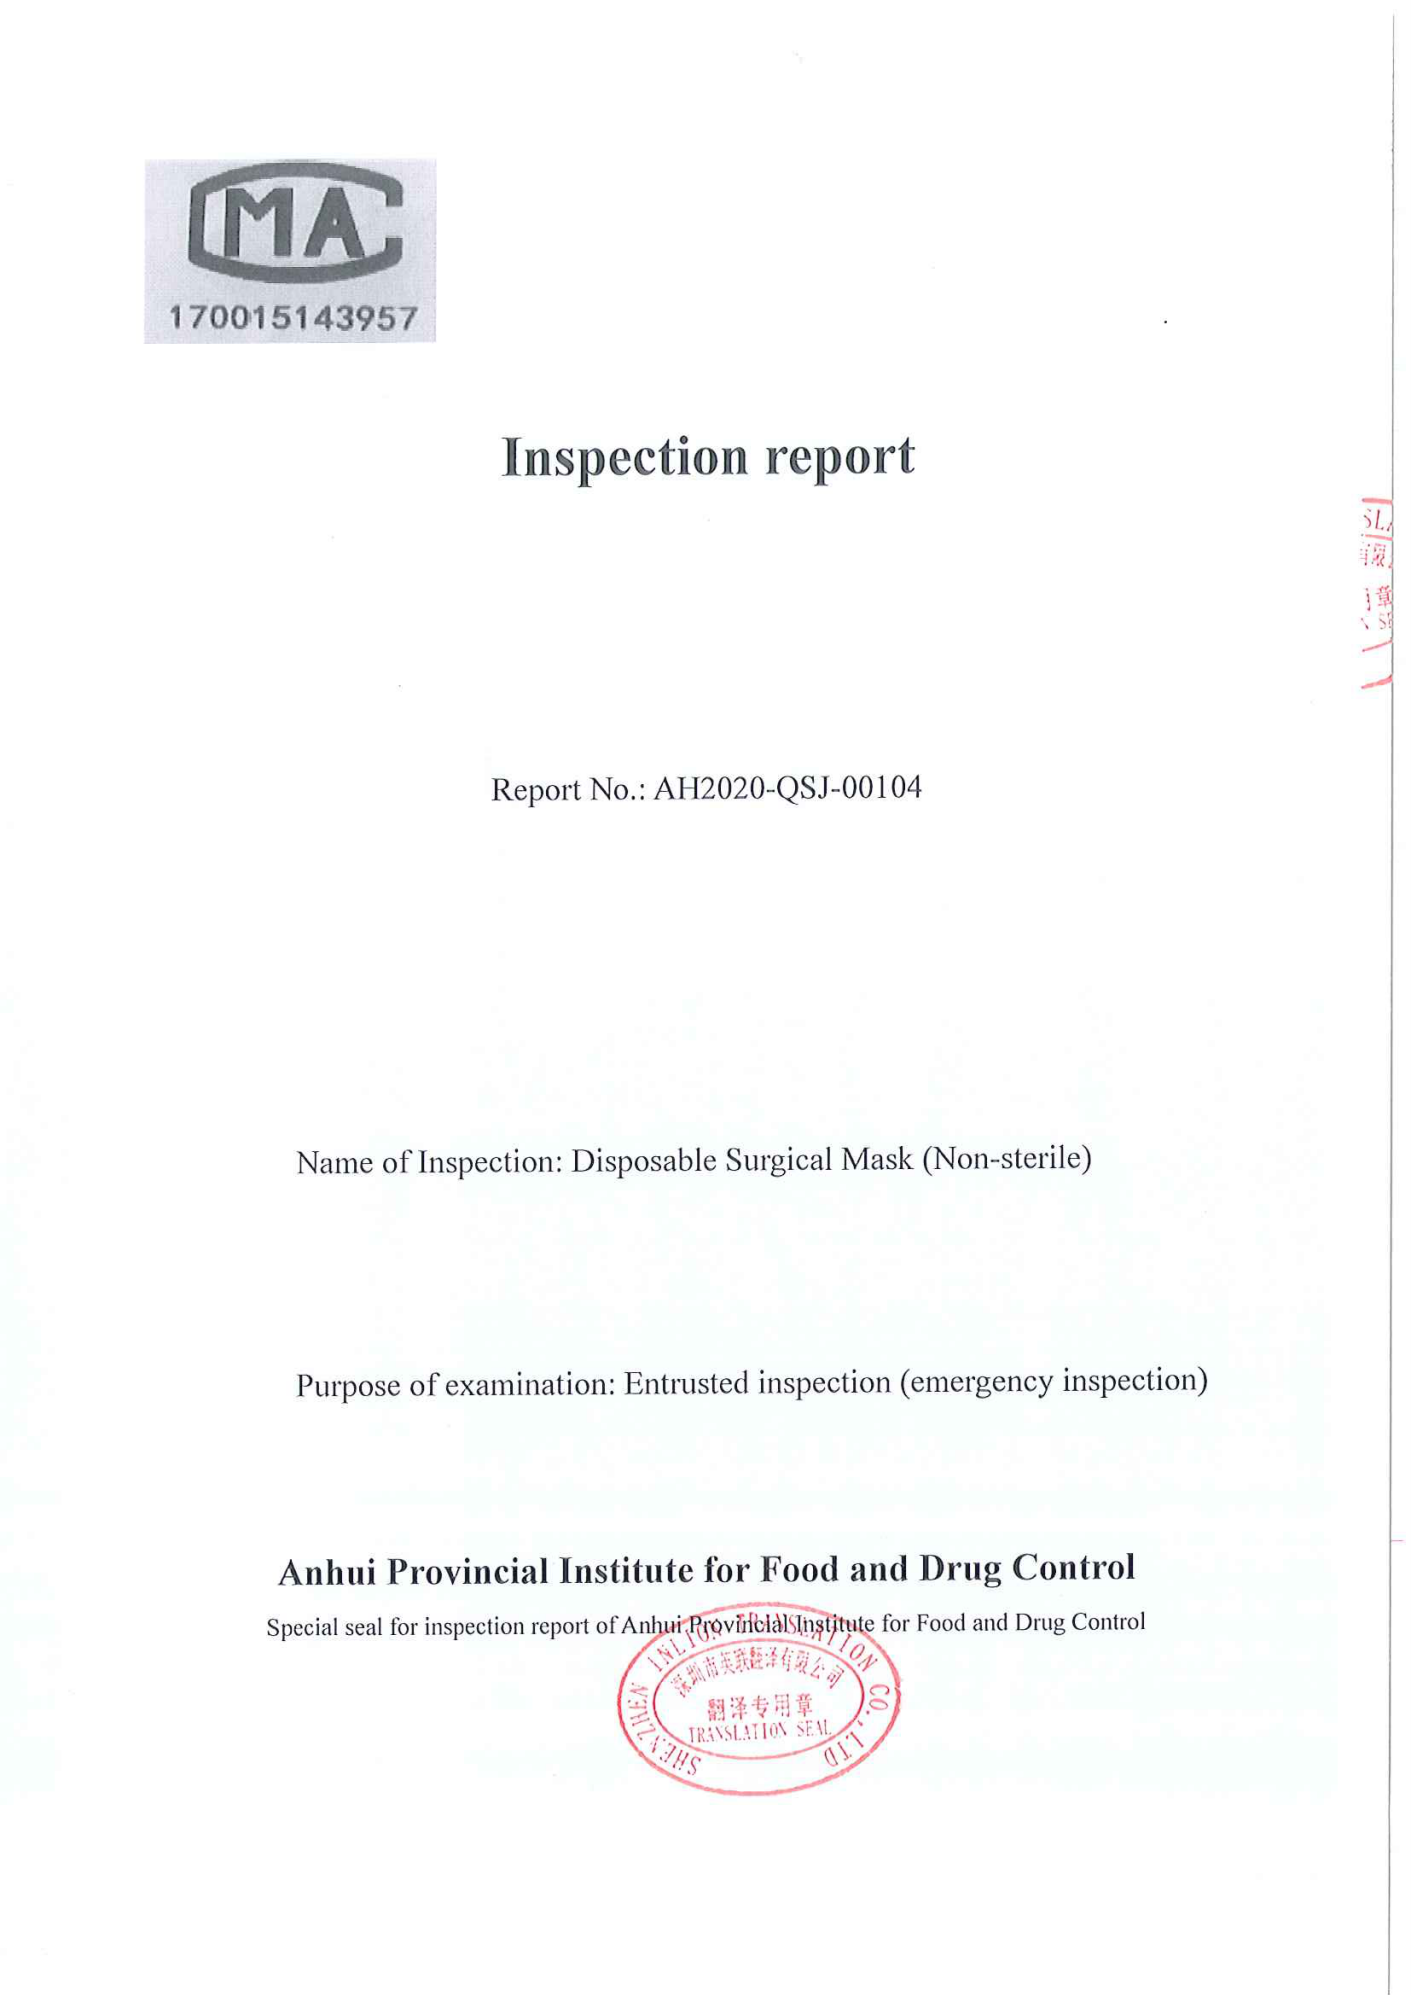 CMA
170015143957
Inspection report
Report No.: AH2020-QSJ-00104
Name of Inspection: Disposable Surgical Mask (Non-sterile)
Purpose of examination: Entrusted inspection (emergency inspection)
Anhui Provincial Institute for Food and Drug Control
Special seal for inspection report of Anhui Provincial Institute for Food and Drug Control
SHENZHEN INLION TRANSLATION CO., LTD
深圳市英联翻译有限公司
翻译专用章
TRANSLATION SEAL